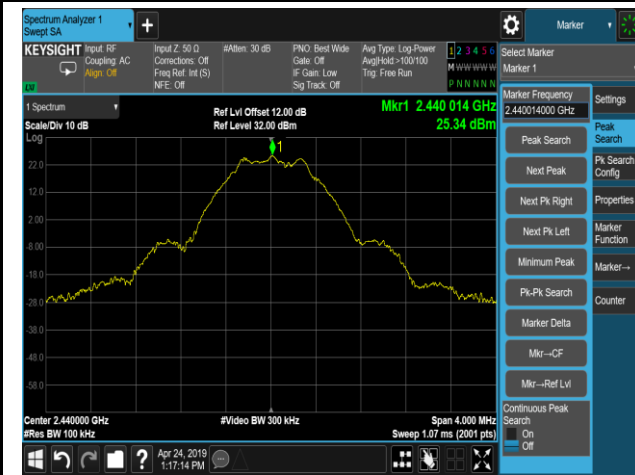 Spectrum Analyzer 1
Swept SA
Marker
KEYSIGHT
Input: RF
Coupling: AC
Align: Off
Input Z: 50 Ω
Corrections: Off
Freq Ref: Int (S)
NFE: Off
#Atten: 30 dB
PNO: Best Wide
Gate: Off
IF Gain: Low
Sig Track: Off
Avg Type: Log-Power
Avg|Hold:>100/100
Trig: Free Run
1 2 3 4 5 6
M W W W W W
P N N N N N
Select Marker
Marker 1
1 Spectrum
Scale/Div 10 dB
Log
Ref Lvl Offset 12.00 dB
Ref Level 32.00 dBm
Mkr1 2.440 014 GHz
25.34 dBm
1
22.0
12.0
2.00
-8.00
-18.0
-28.0
-38.0
-48.0
-58.0
Center 2.440000 GHz
#Res BW 100 kHz
#Video BW 300 kHz
Span 4.000 MHz
Sweep 1.07 ms (2001 pts)
Marker Frequency
2.440014000 GHz
Peak Search
Next Peak
Next Pk Right
Next Pk Left
Minimum Peak
Pk-Pk Search
Marker Delta
Mkr→CF
Mkr→Ref Lvl
Continuous Peak
Search
On
Off
Settings
Peak
Search
Pk Search
Config
Properties
Marker
Function
Marker→
Counter
?
Apr 24, 2019
1:17:14 PM